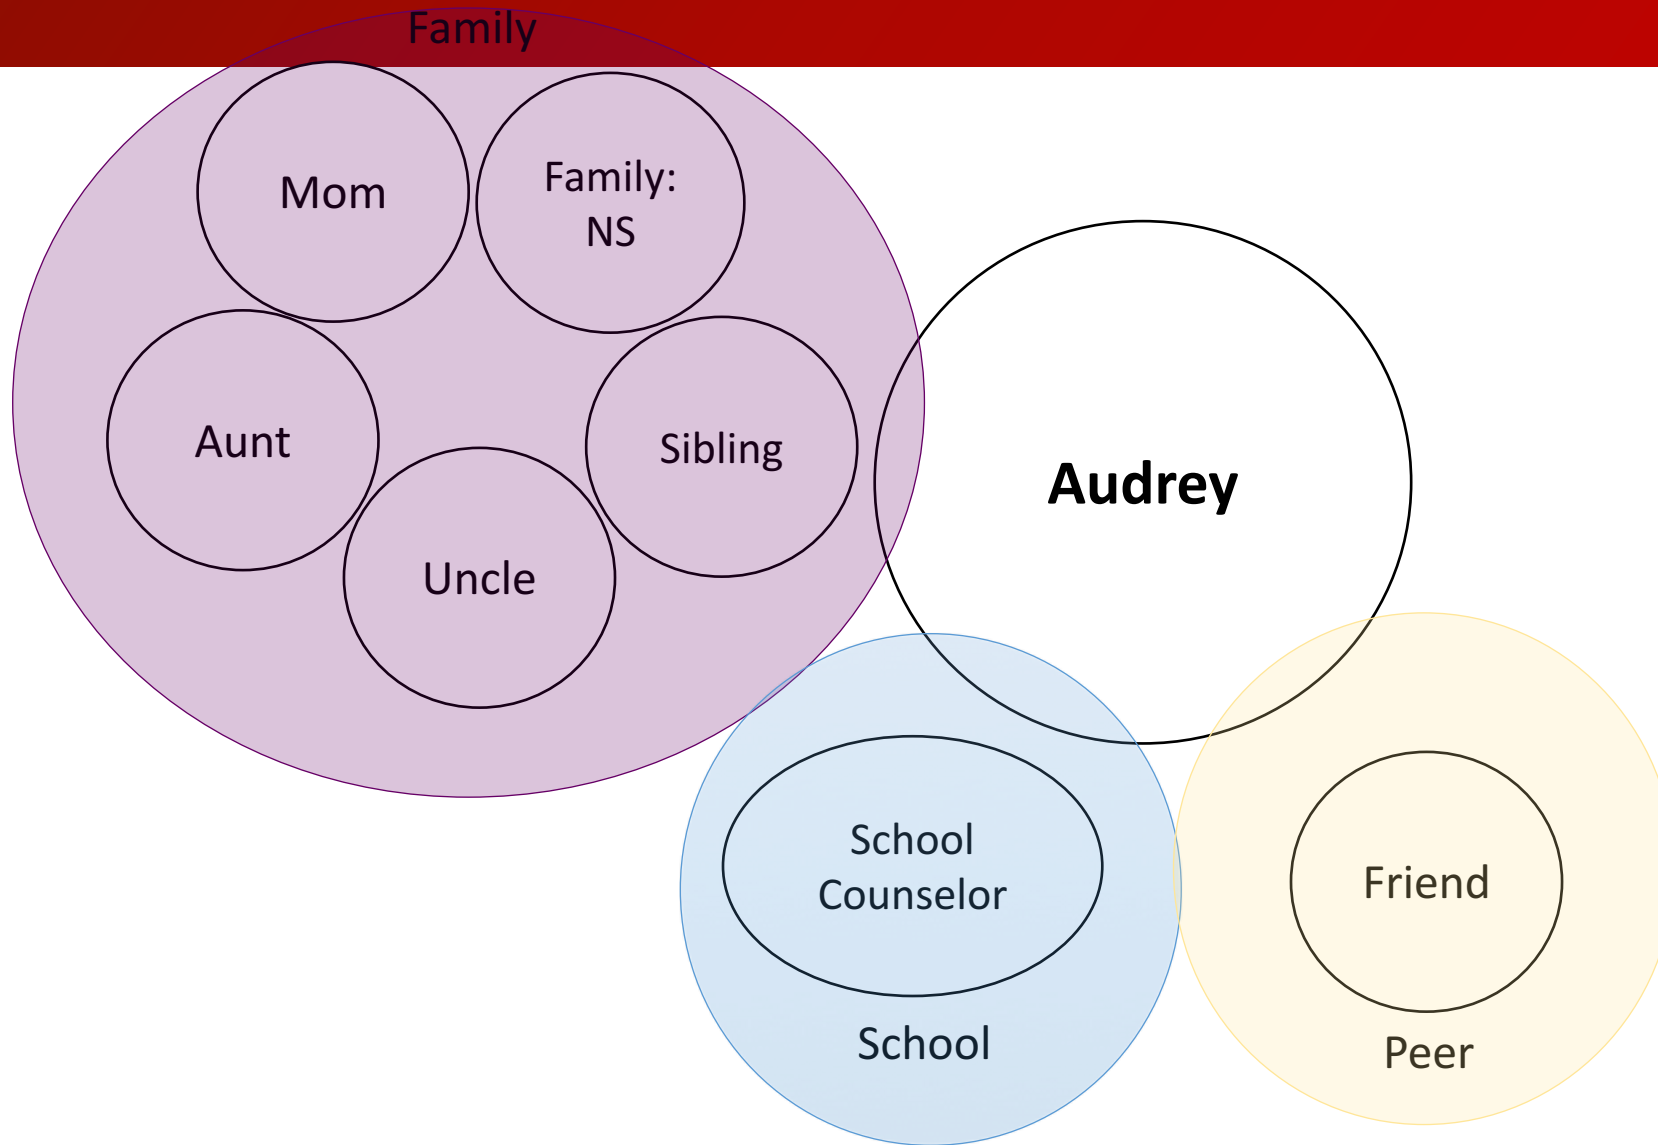 Family
Mom
Family:
NS
Aunt
Sibling
Uncle
Audrey
School
Counselor
School
Friend
Peer